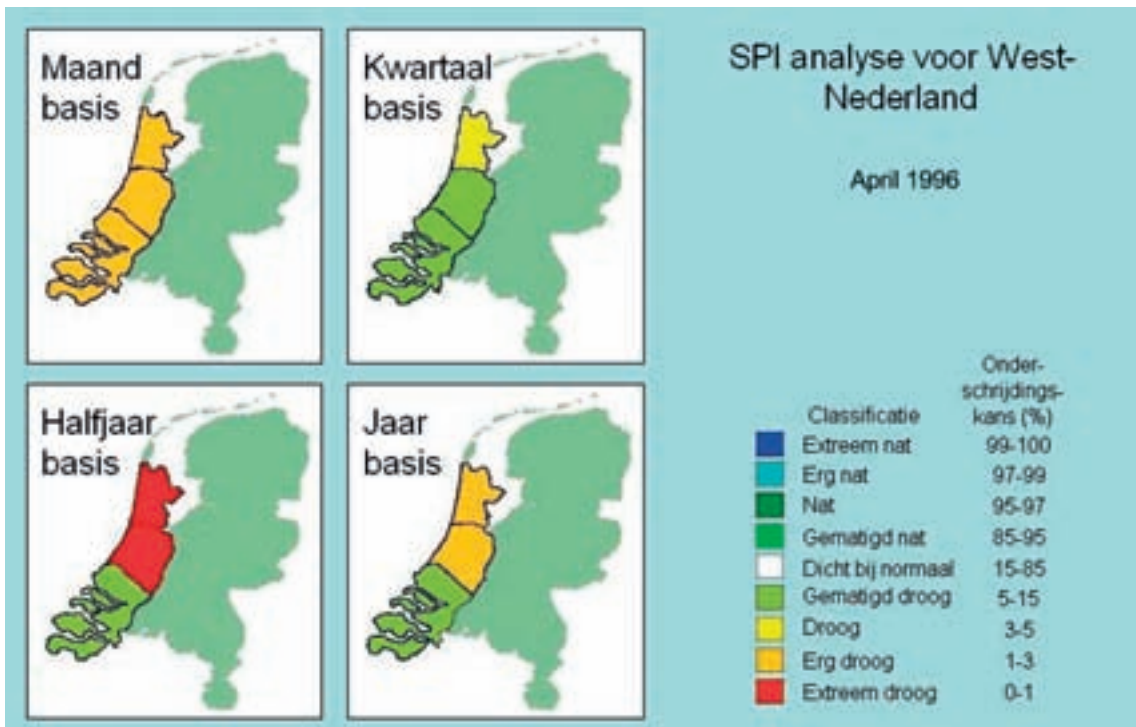 Maand
basis
Kwartaal
basis
SPI analyse voor West-
Nederland
April 1996
Halfjaar
basis
Jaar
basis
Onder-
schrijdings-
Classificatie kans (%)
Extreem nat 99-100
Erg nat 97-99
Nat 95-97
Gematigd nat 85-95
Dicht bij normaal 15-85
Gematigd droog 5-15
Droog 3-5
Erg droog 1-3
Extreem droog 0-1